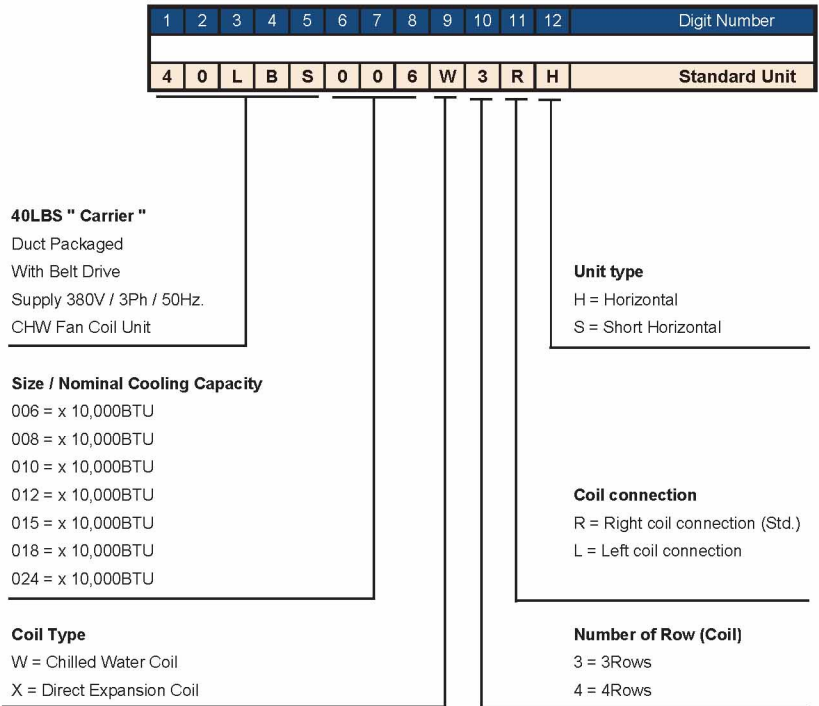 1 2 3 4 5 6 7 8 9 10 11 12 Digit Number
4 0 L B S 0 0 6 W 3 R H Standard Unit
40LBS " Carrier "
Duct Packaged
With Belt Drive
Supply 380V / 3Ph / 50Hz.
CHW Fan Coil Unit
Unit type
H = Horizontal
S = Short Horizontal
Size / Nominal Cooling Capacity
006 = x 10,000BTU
008 = x 10,000BTU
010 = x 10,000BTU
012 = x 10,000BTU
015 = x 10,000BTU
018 = x 10,000BTU
024 = x 10,000BTU
Coil connection
R = Right coil connection (Std.)
L = Left coil connection
Coil Type
W = Chilled Water Coil
X = Direct Expansion Coil
Number of Row (Coil)
3 = 3Rows
4 = 4Rows